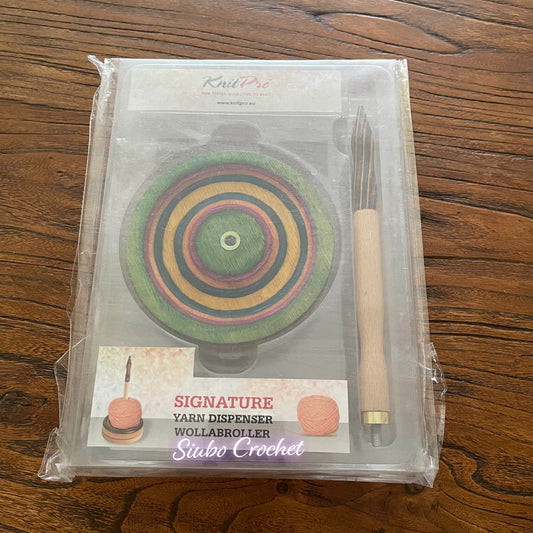 KnitPro
www.knitpro.eu
SIGNATURE
YARN DISPENSER
WOLLABROLLER
Siubo Crochet